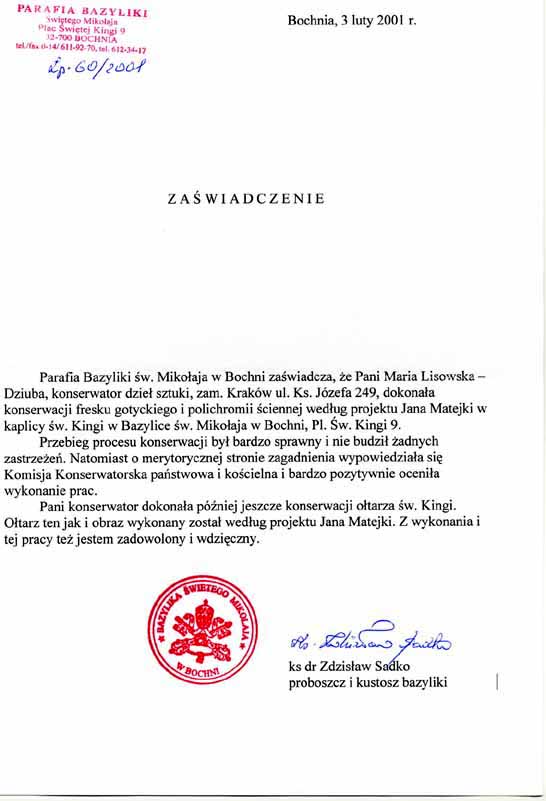 PARAFIA BAZYLIKI
Świętego Mikołaja
Plac Świętej Kingi 9
32-700 BOCHNIA
tel./fax 0-14/ 611-92-70, tel. 612-34-17
Lp. 60/2001
Bochnia, 3 luty 2001 r.
ZAŚWIADCZENIE
Parafia Bazyliki św. Mikołaja w Bochni zaświadcza, że Pani Maria Lisowska –
Dziuba, konserwator dzieł sztuki, zam. Kraków ul. Ks. Józefa 249, dokonała
konserwacji fresku gotyckiego i polichromii ściennej według projektu Jana Matejki w
kaplicy św. Kingi w Bazylice św. Mikołaja w Bochni, Pl. Św. Kingi 9.
Przebieg procesu konserwacji był bardzo sprawny i nie budził żadnych
zastrzeżeń. Natomiast o merytorycznej stronie zagadnienia wypowiedziała się
Komisja Konserwatorska państwowa i kościelna i bardzo pozytywnie oceniła
wykonanie prac.
Pani konserwator dokonała później jeszcze konserwacji ołtarza św. Kingi.
Ołtarz ten jak i obraz wykonany został według projektu Jana Matejki. Z wykonania i
tej pracy też jestem zadowolony i wdzięczny.
BAZYLIKA ŚWIĘTEGO MIKOŁAJA
W BOCHNI
Ks. Zdzisław Sadko
ks dr Zdzisław Sadko
proboszcz i kustosz bazyliki